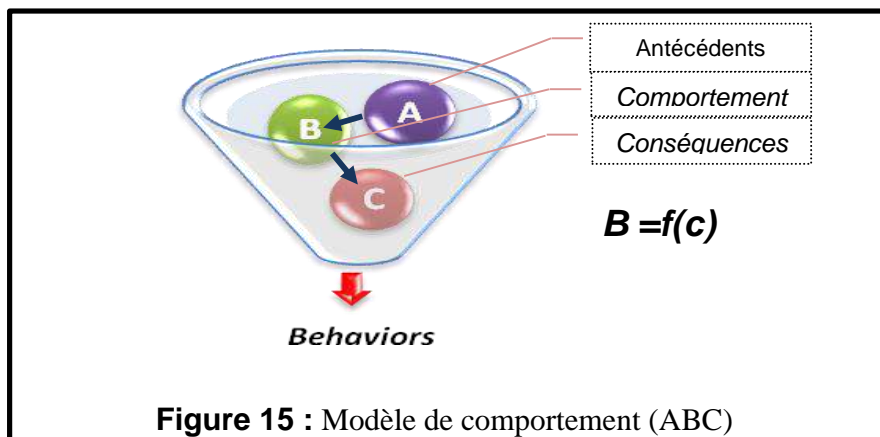 Antécédents
Comportement
Conséquences
A
B
C
B =f(c)
Behaviors
Figure 15 : Modèle de comportement (ABC)